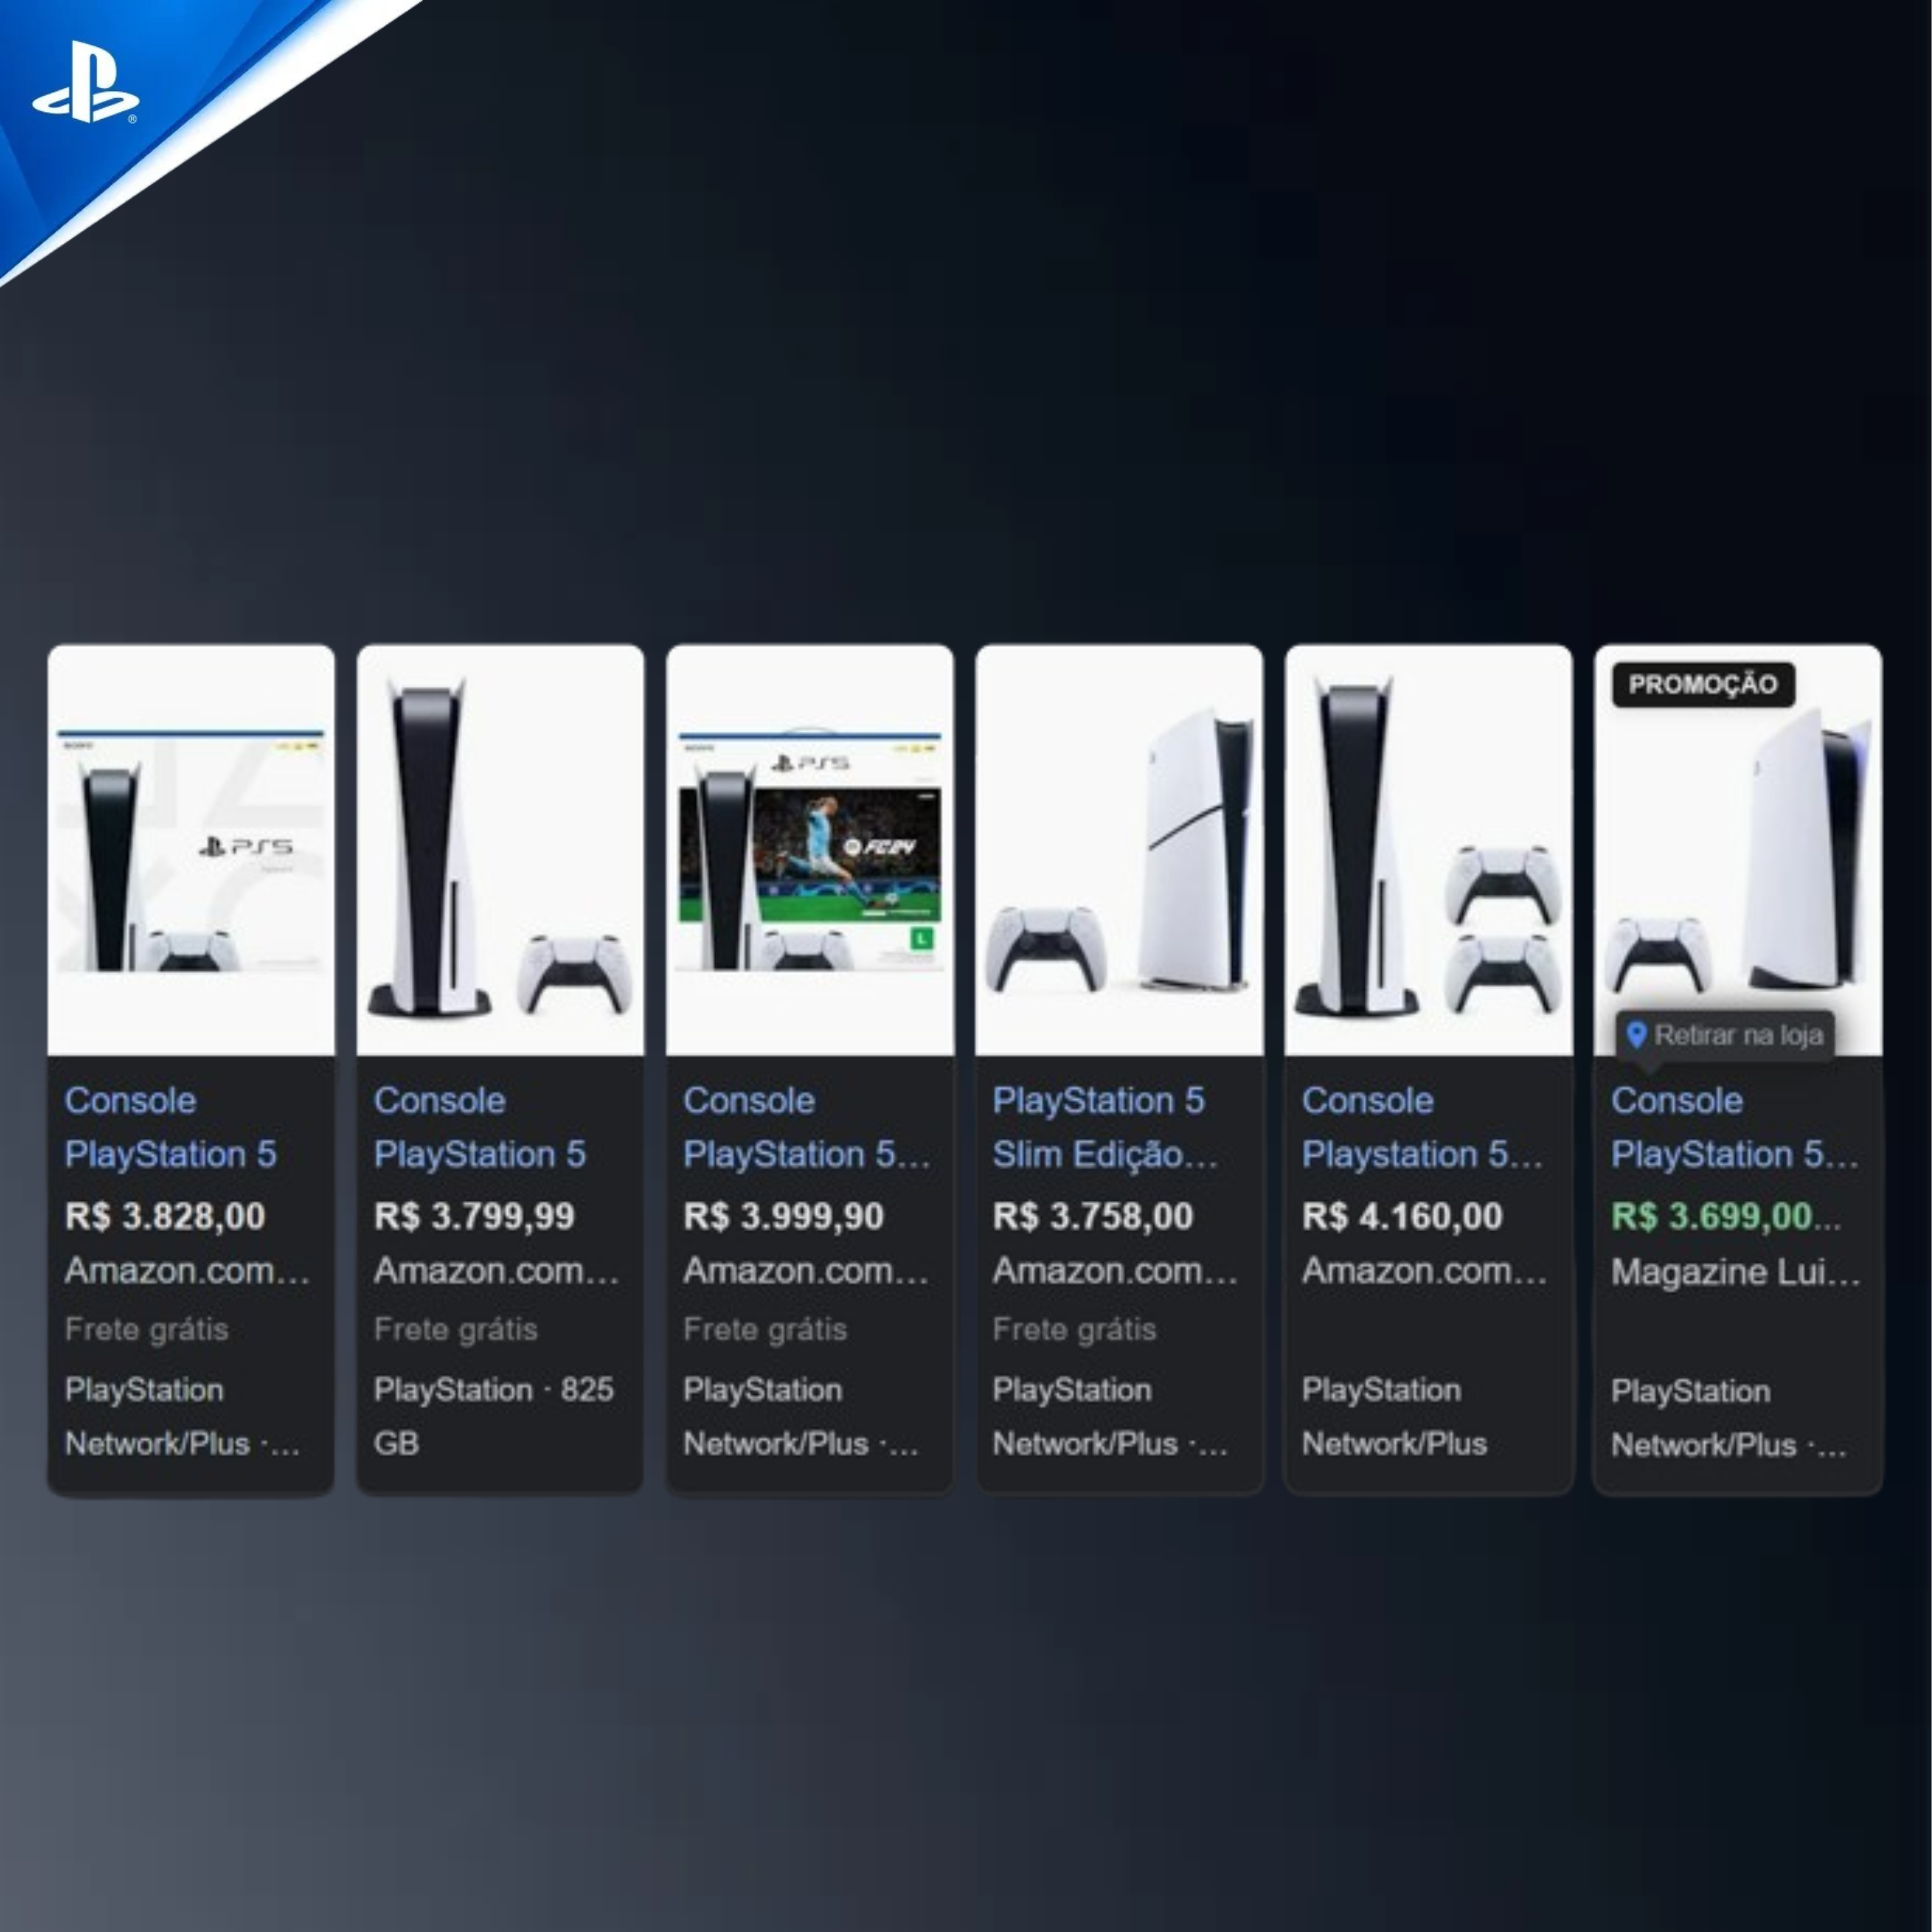 PS5
Console
PlayStation 5
R$ 3.828,00
Amazon.com...
Frete grátis
PlayStation
Network/Plus ·...
Console
PlayStation 5
R$ 3.799,99
Amazon.com...
Frete grátis
PlayStation · 825
GB
SONY
PS5
FC24
L
Console
PlayStation 5...
R$ 3.999,90
Amazon.com...
Frete grátis
PlayStation
Network/Plus ·...
PlayStation 5
Slim Edição...
R$ 3.758,00
Amazon.com...
Frete grátis
PlayStation
Network/Plus ·...
Console
Playstation 5...
R$ 4.160,00
Amazon.com...
PlayStation
Network/Plus
PROMOÇÃO
Retirar na loja
Console
PlayStation 5...
R$ 3.699,00...
Magazine Lui...
PlayStation
Network/Plus ·...